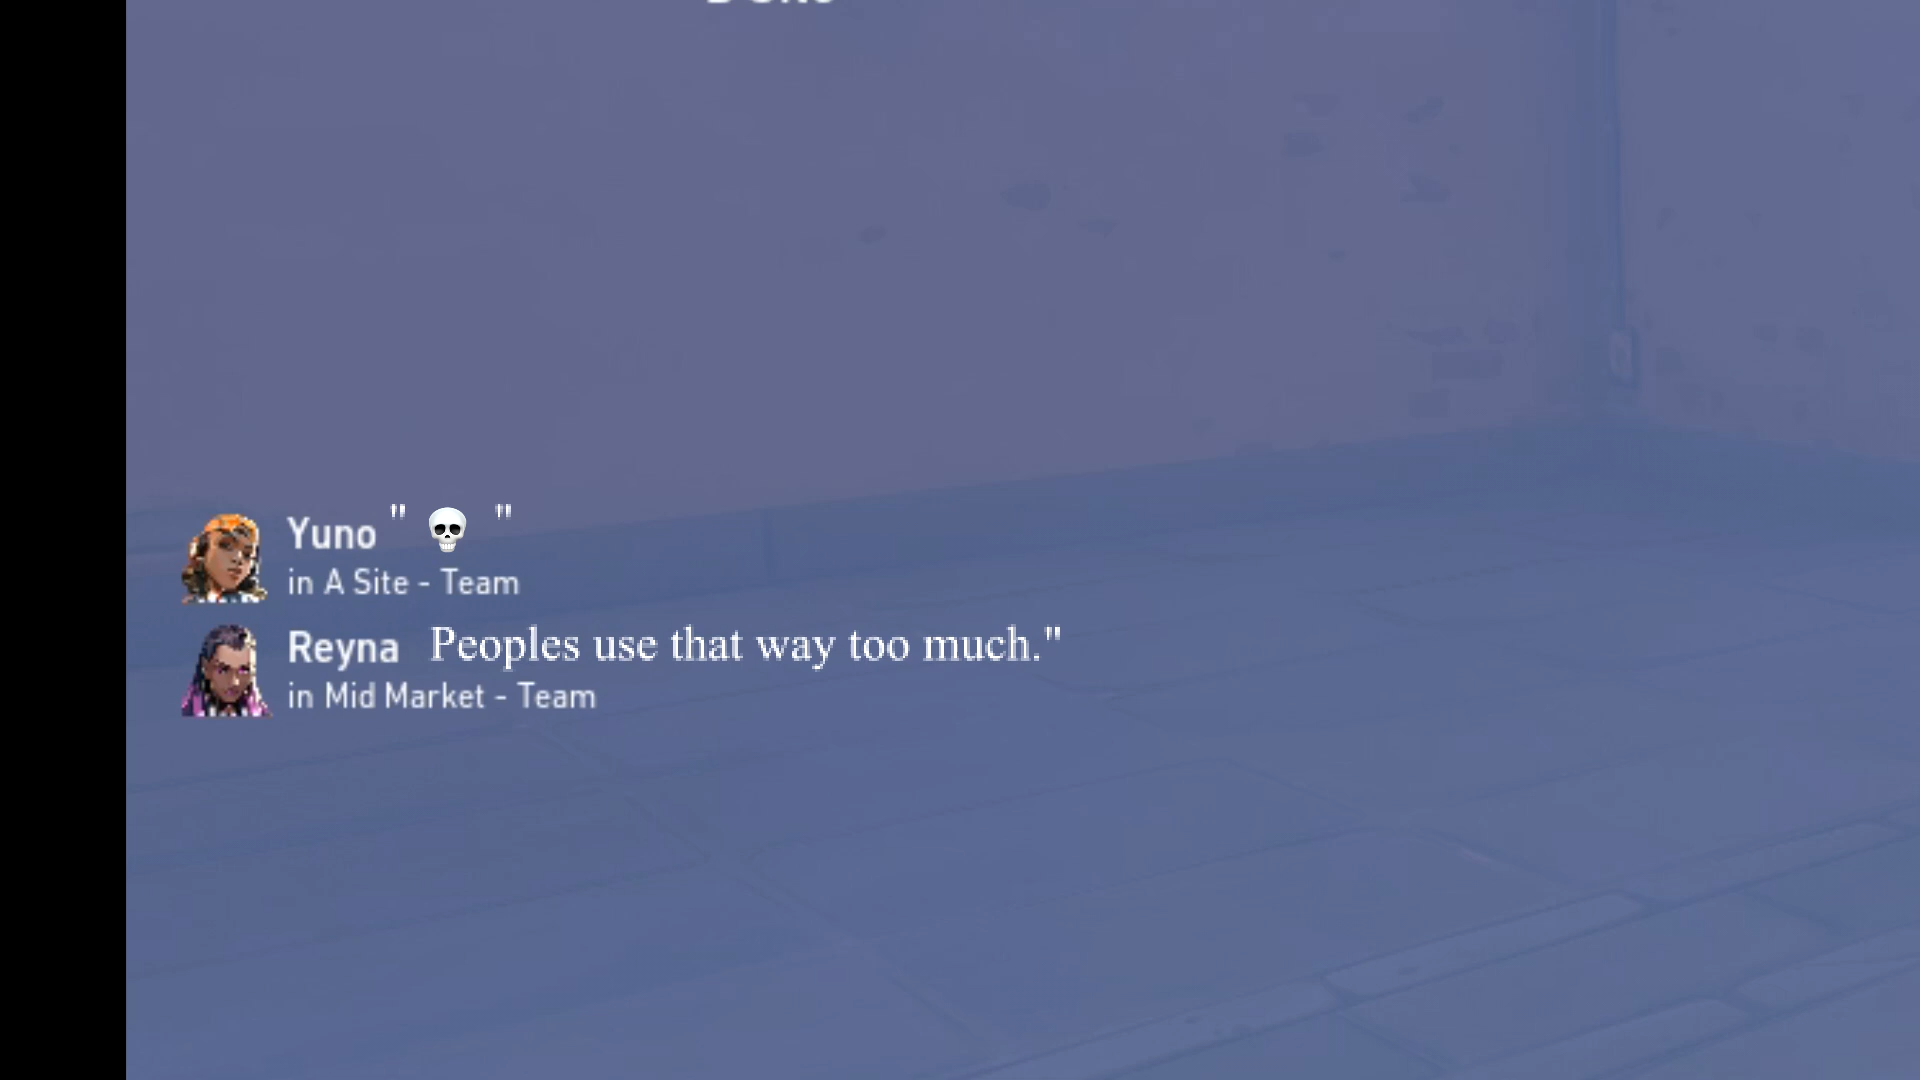 Yuno " 💀 "
in A Site - Team
Reyna Peoples use that way too much."
in Mid Market - Team